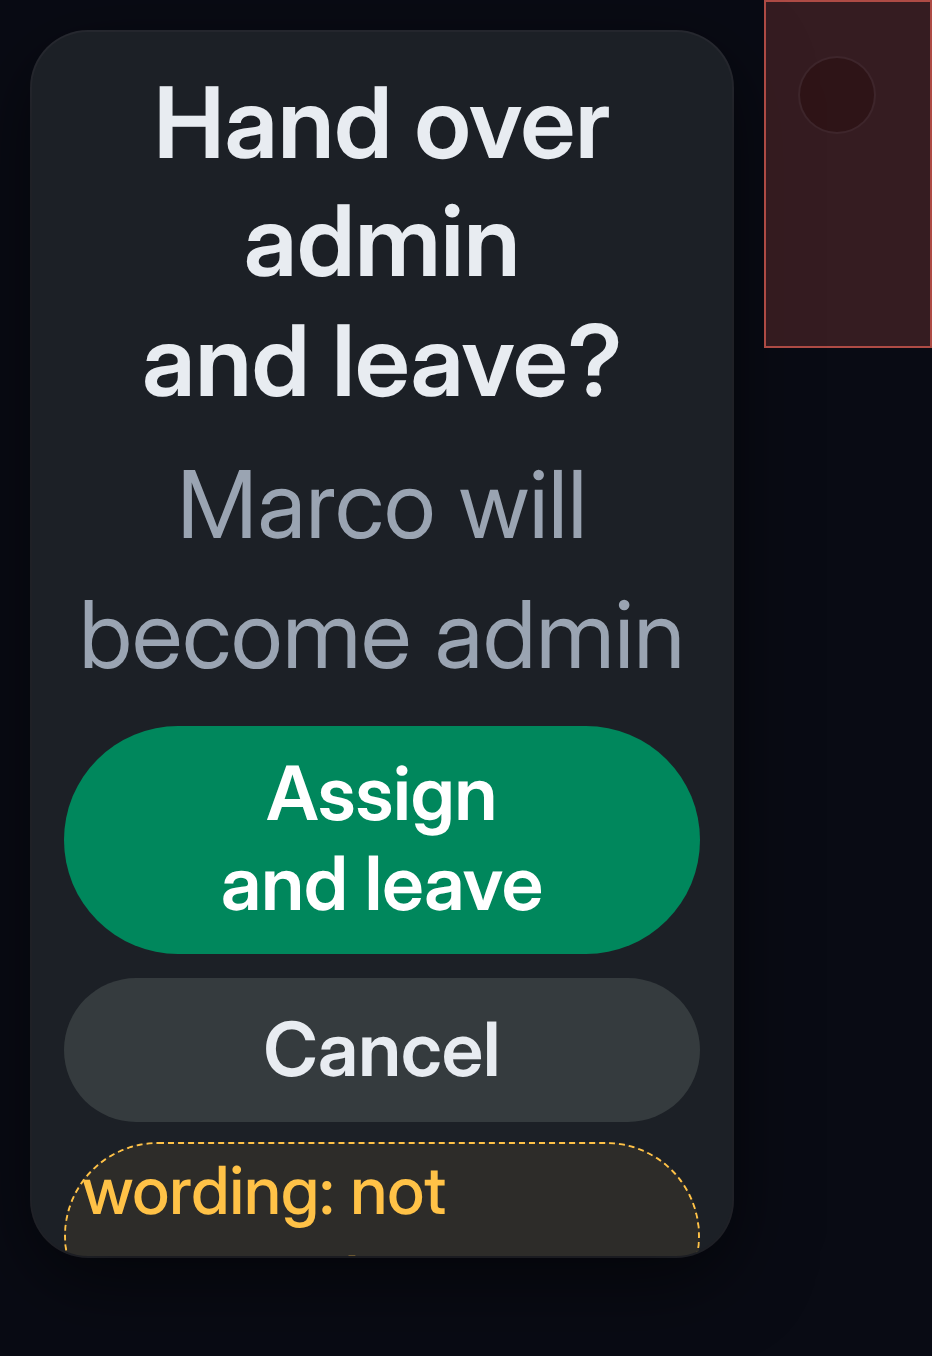 Hand over
admin
and leave?
Marco will
become admin
Assign
and leave
Cancel
wording: not